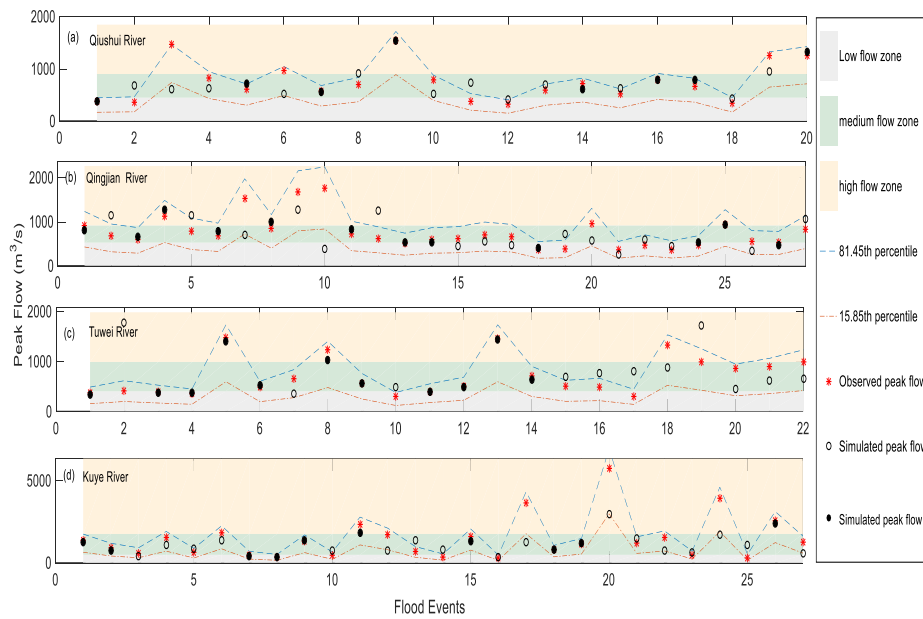 (a) Qiushui River
2000
1000
0
0 2 4 6 8 10 12 14 16 18 20
(b) Qingjian River
2000
1000
0
0 5 10 15 20 25 28
(c) Tuwei River
2000
1000
0
0 2 4 6 8 10 12 14 16 18 20 22
(d) Kuye River
5000
0
0 5 10 15 20 25
Peak Flow (m³/s)
Flood Events
Low flow zone
medium flow zone
high flow zone
81.45th percentile
15.85th percentile
Observed peak flow
Simulated peak flow
Simulated peak flow